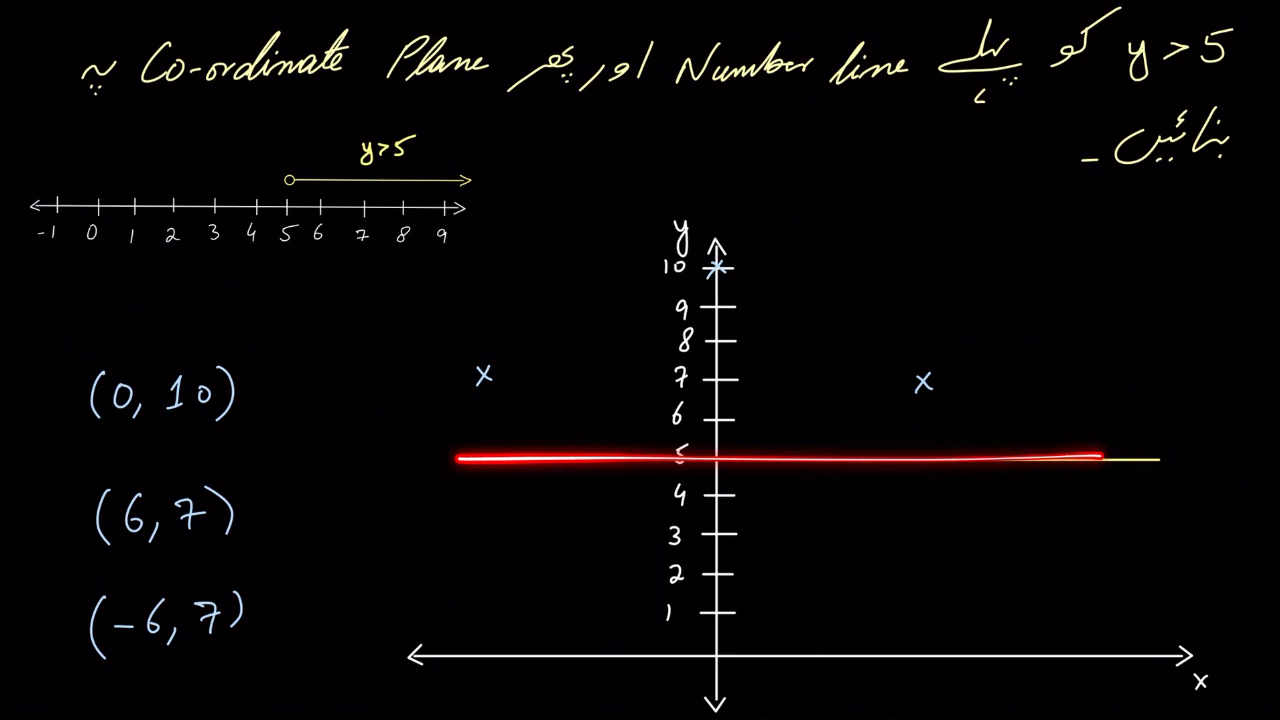 y > 5 کو پہلے Number line اور پھر Co-ordinate Plane پہ
بنائیں۔
y>5
-1 0 1 2 3 4 5 6 7 8 9
y
10
9
8
7
6
5
4
3
2
1
x
(0, 10)
(6, 7)
(-6, 7)